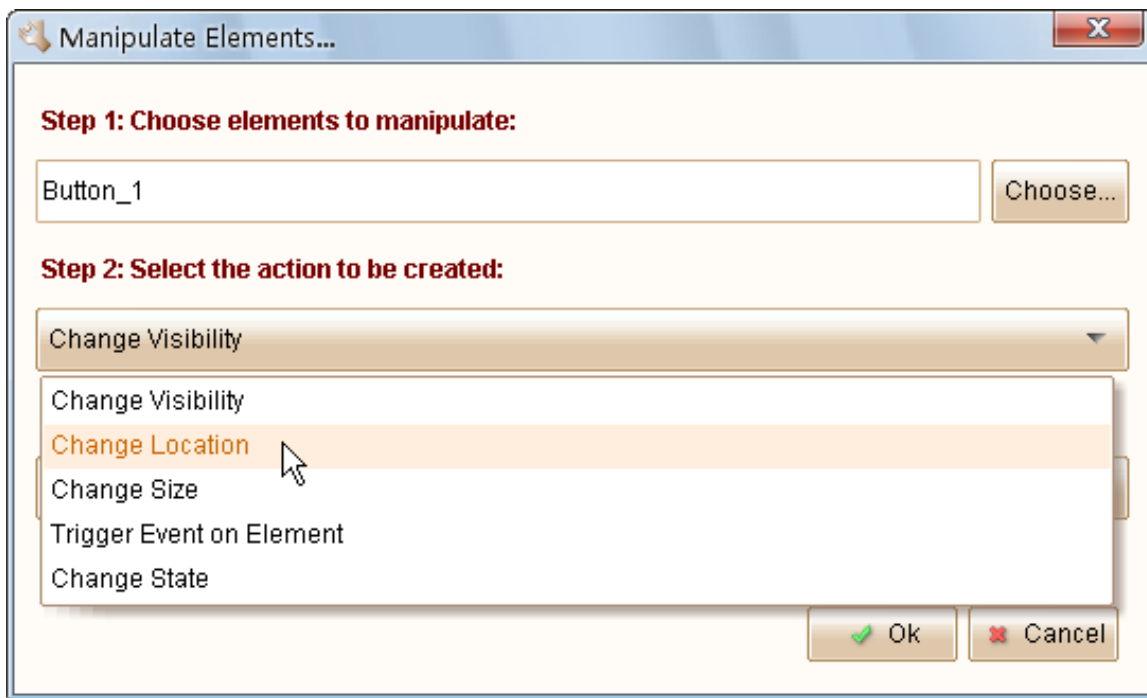 Manipulate Elements...
Step 1: Choose elements to manipulate:
Button_1
Choose...
Step 2: Select the action to be created:
Change Visibility
Change Visibility
Change Location
Change Size
Trigger Event on Element
Change State
Ok
Cancel